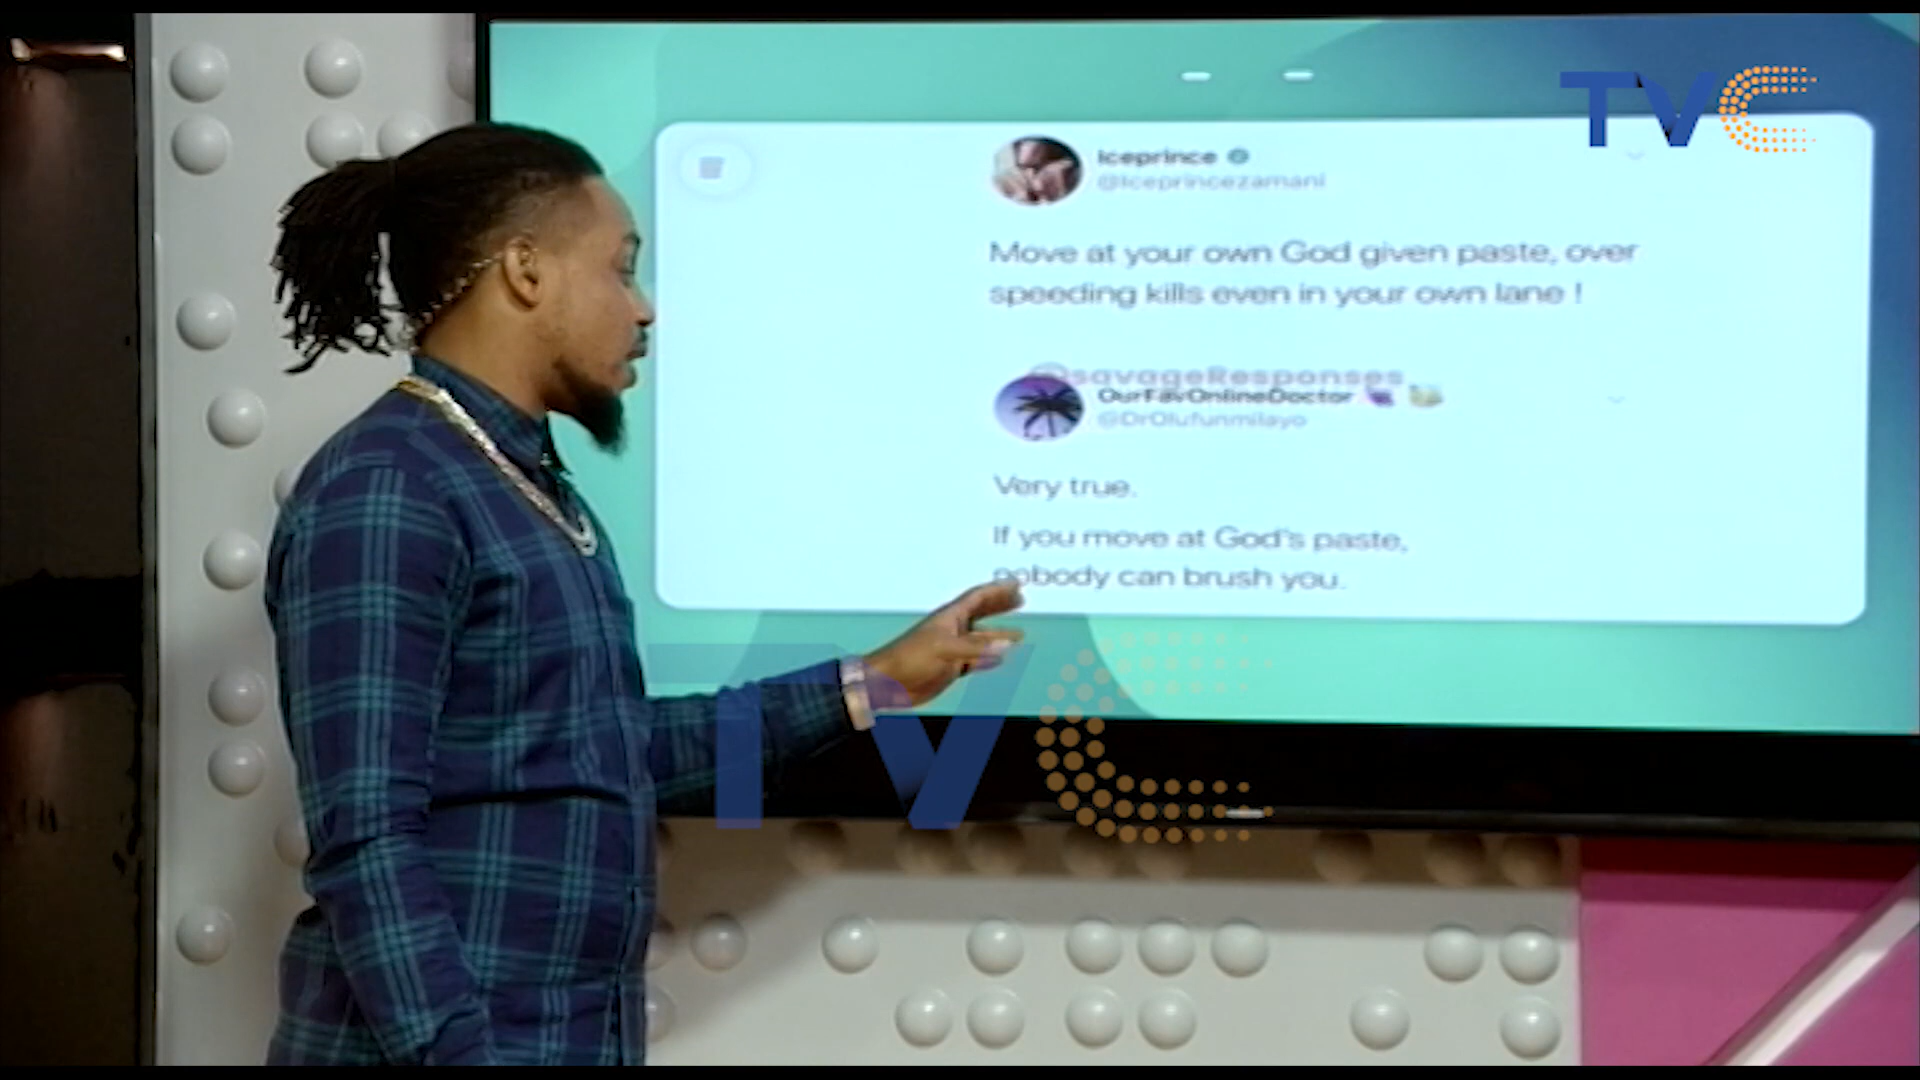 TVC
Iceprince
@Iceprincezamani
Move at your own God given paste, over
speeding kills even in your own lane !
@savageResponses
OurFavOnlineDoctor
@DrOlufunmilayo
Very true.
If you move at God's paste,
nobody can brush you.
TVC